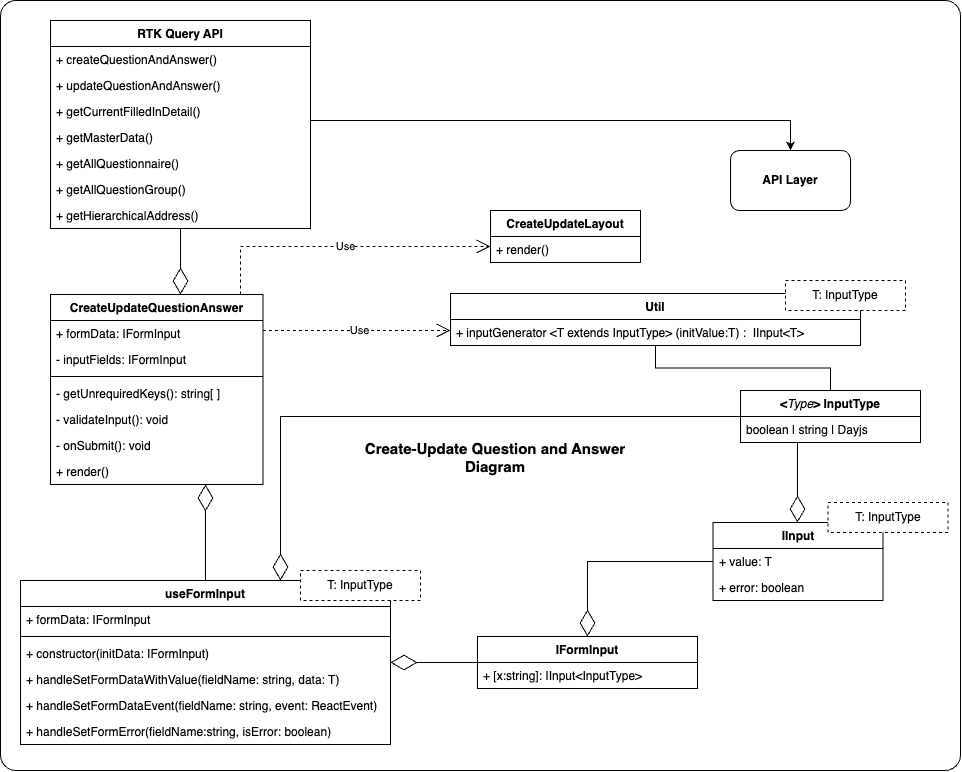 RTK Query API
+ createQuestionAndAnswer()
+ updateQuestionAndAnswer()
+ getCurrentFilledInDetail()
+ getMasterData()
+ getAllQuestionnaire()
+ getAllQuestionGroup()
+ getHierarchicalAddress()
API Layer
CreateUpdateLayout
+ render()
Use
CreateUpdateQuestionAnswer
+ formData: IFormInput
- inputFields: IFormInput
- getUnrequiredKeys(): string[ ]
- validateInput(): void
- onSubmit(): void
+ render()
Use
T: InputType
Util
+ inputGenerator <T extends InputType> (initValue:T) : IInput<T>
<Type> InputType
boolean | string | Dayjs
Create-Update Question and Answer
Diagram
T: InputType
IInput
+ value: T
+ error: boolean
T: InputType
useFormInput
+ formData: IFormInput
+ constructor(initData: IFormInput)
+ handleSetFormDataWithValue(fieldName: string, data: T)
+ handleSetFormDataEvent(fieldName: string, event: ReactEvent)
+ handleSetFormError(fieldName:string, isError: boolean)
IFormInput
+ [x:string]: IInput<InputType>